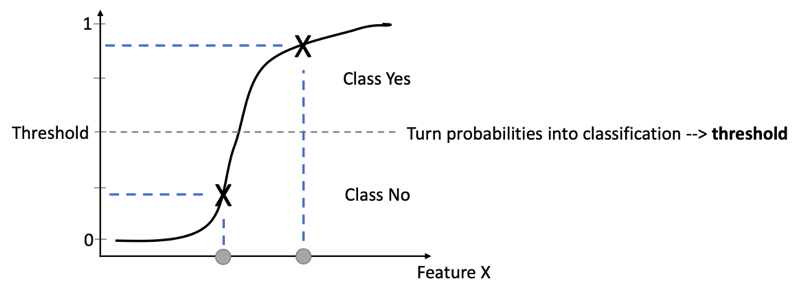 1
Class Yes
Threshold
Turn probabilities into classification --> threshold
Class No
0
Feature X